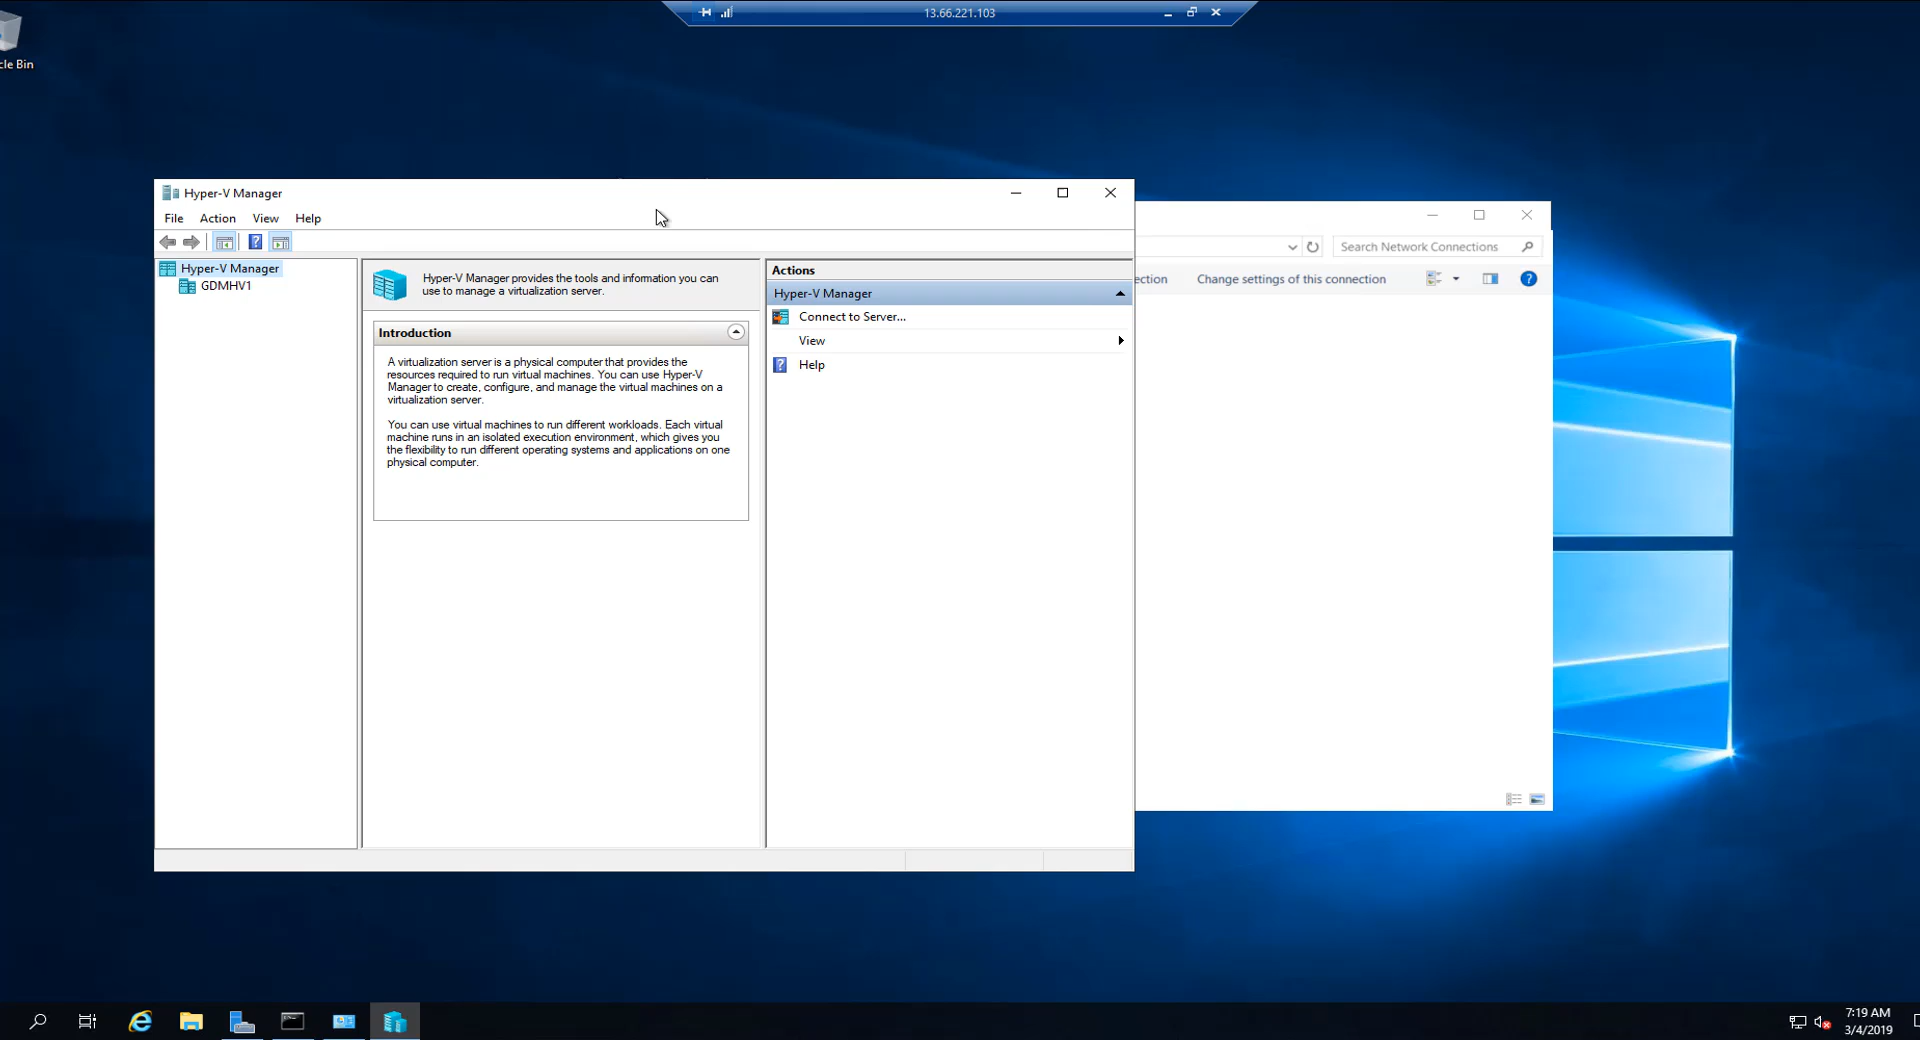 13.66.221.103
cle Bin
Hyper-V Manager
File Action View Help
Hyper-V Manager
GDMHV1
Hyper-V Manager provides the tools and information you can
use to manage a virtualization server.
Introduction
A virtualization server is a physical computer that provides the
resources required to run virtual machines. You can use Hyper-V
Manager to create, configure, and manage the virtual machines on a
virtualization server.
You can use virtual machines to run different workloads. Each virtual
machine runs in an isolated execution environment, which gives you
the flexibility to run different operating systems and applications on one
physical computer.
Actions
Hyper-V Manager
Connect to Server...
View
Help
Search Network Connections
ection Change settings of this connection
7:19 AM
3/4/2019